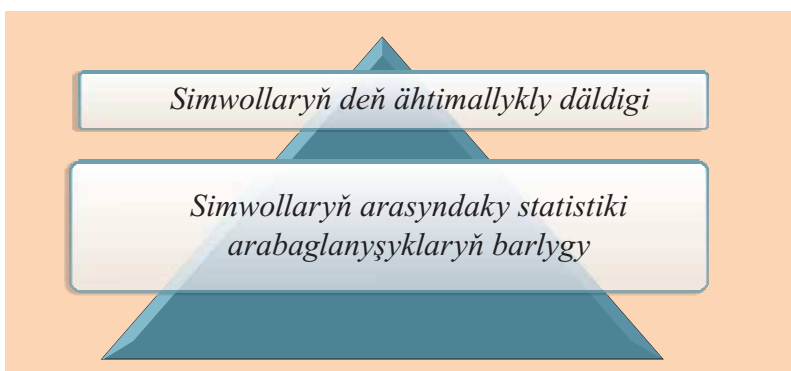 Simwollaryň deň ähtimallykly däldigi
Simwollaryň arasyndaky statistiki
arabaglanyşyklaryň barlygy